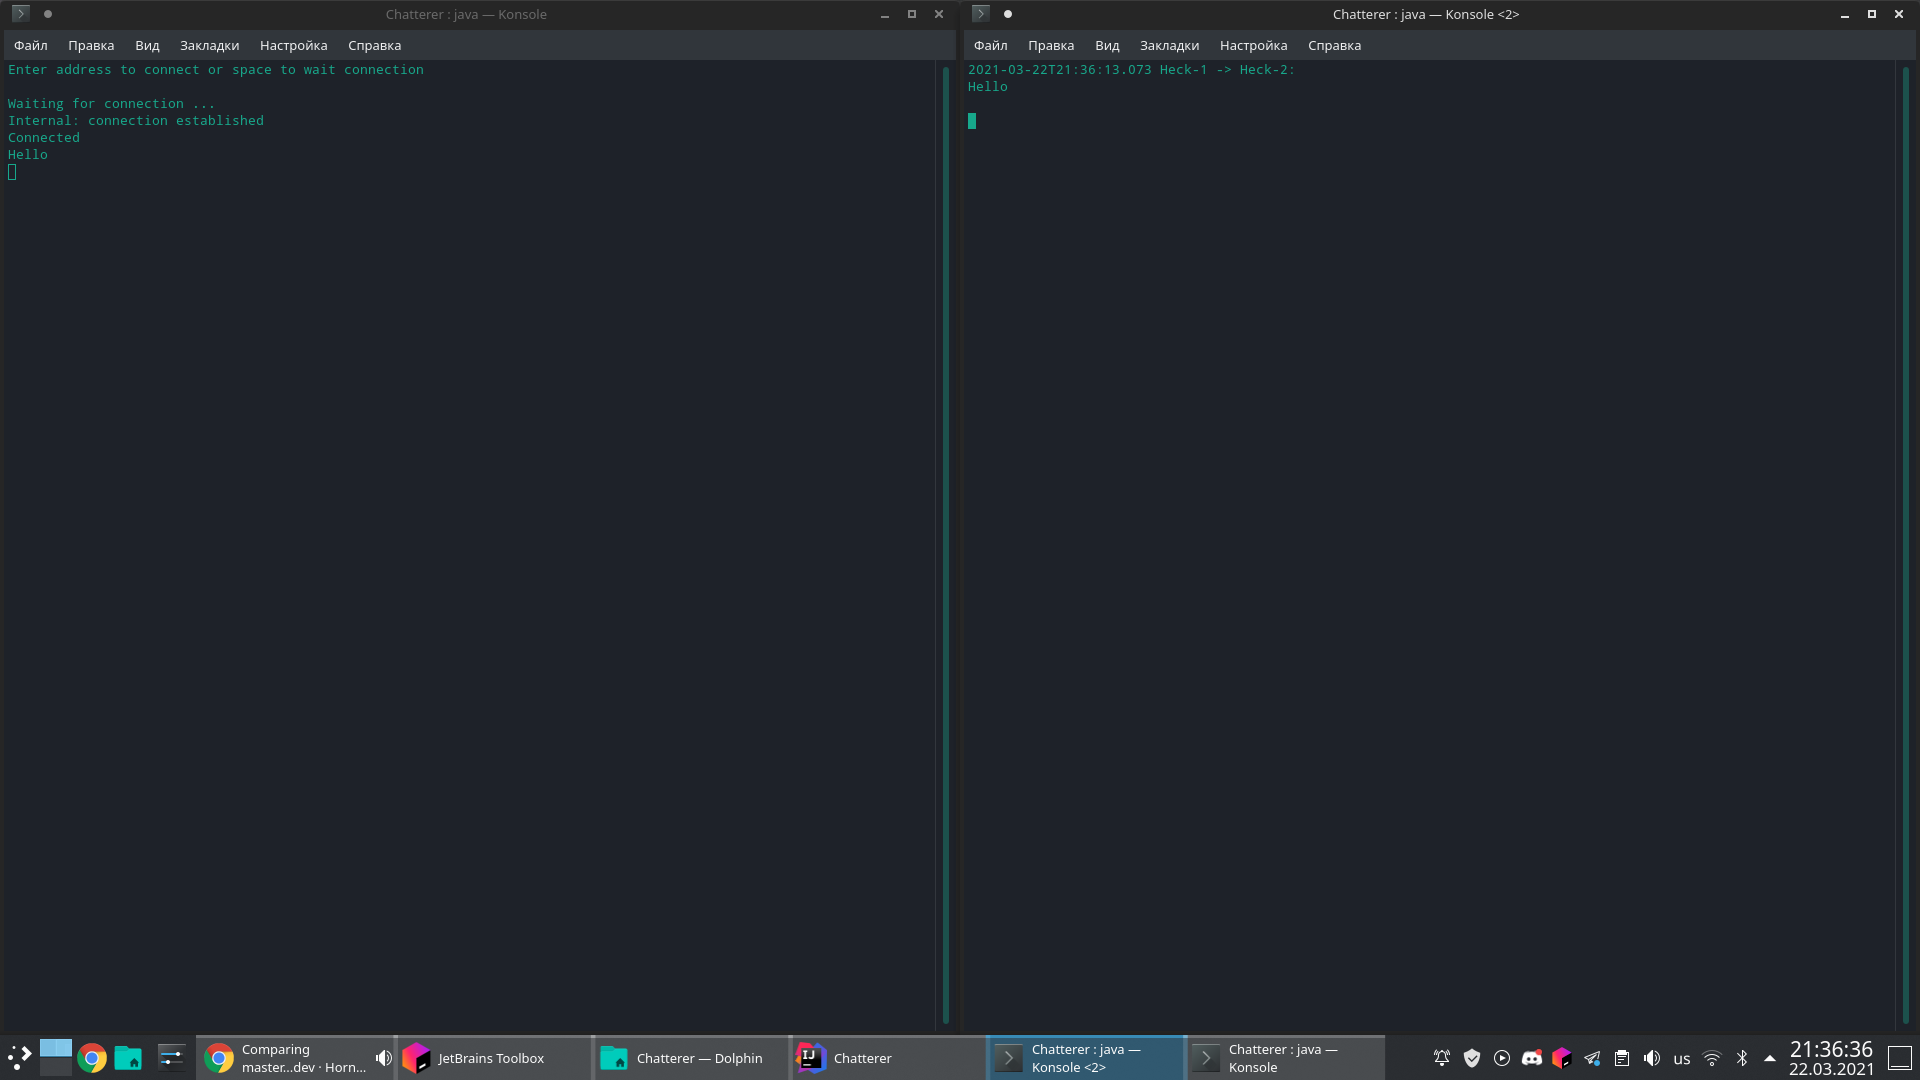 Chatterer : java — Konsole
Файл Правка Вид Закладки Настройка Справка
Enter address to connect or space to wait connection
Waiting for connection ...
Internal: connection established
Connected
Hello
Chatterer : java — Konsole <2>
Файл Правка Вид Закладки Настройка Справка
2021-03-22T21:36:13.073 Heck-1 -> Heck-2:
Hello
Comparing
master...dev · Horn...
JetBrains Toolbox
Chatterer — Dolphin
IJ
Chatterer
Chatterer : java —
Konsole <2>
Chatterer : java —
Konsole
us
21:36:36
22.03.2021